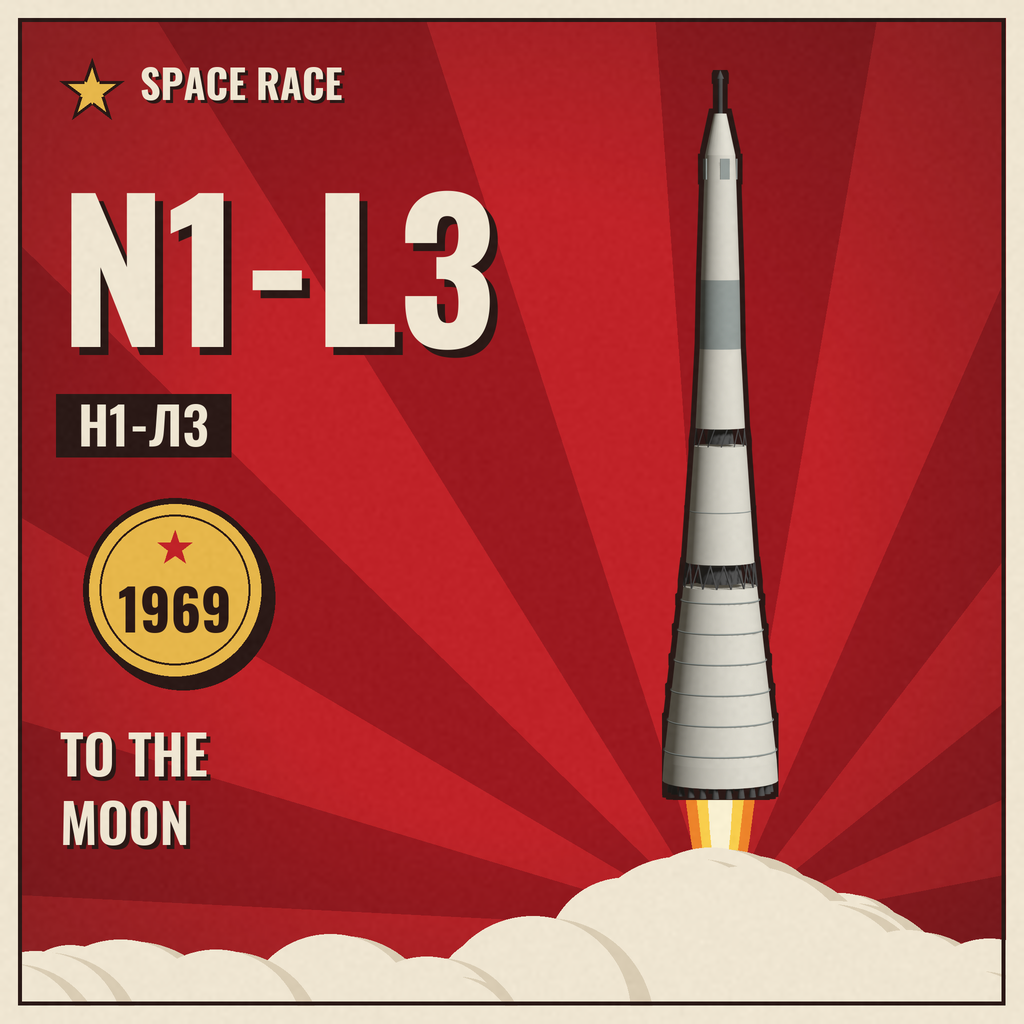 SPACE RACE
N1-L3
Н1-Л3
1969
TO THE
MOON